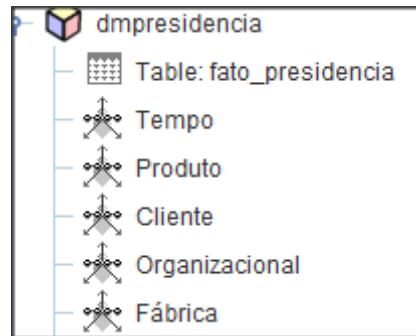 dmpresidencia
Table: fato_presidencia
Tempo
Produto
Cliente
Organizacional
Fábrica